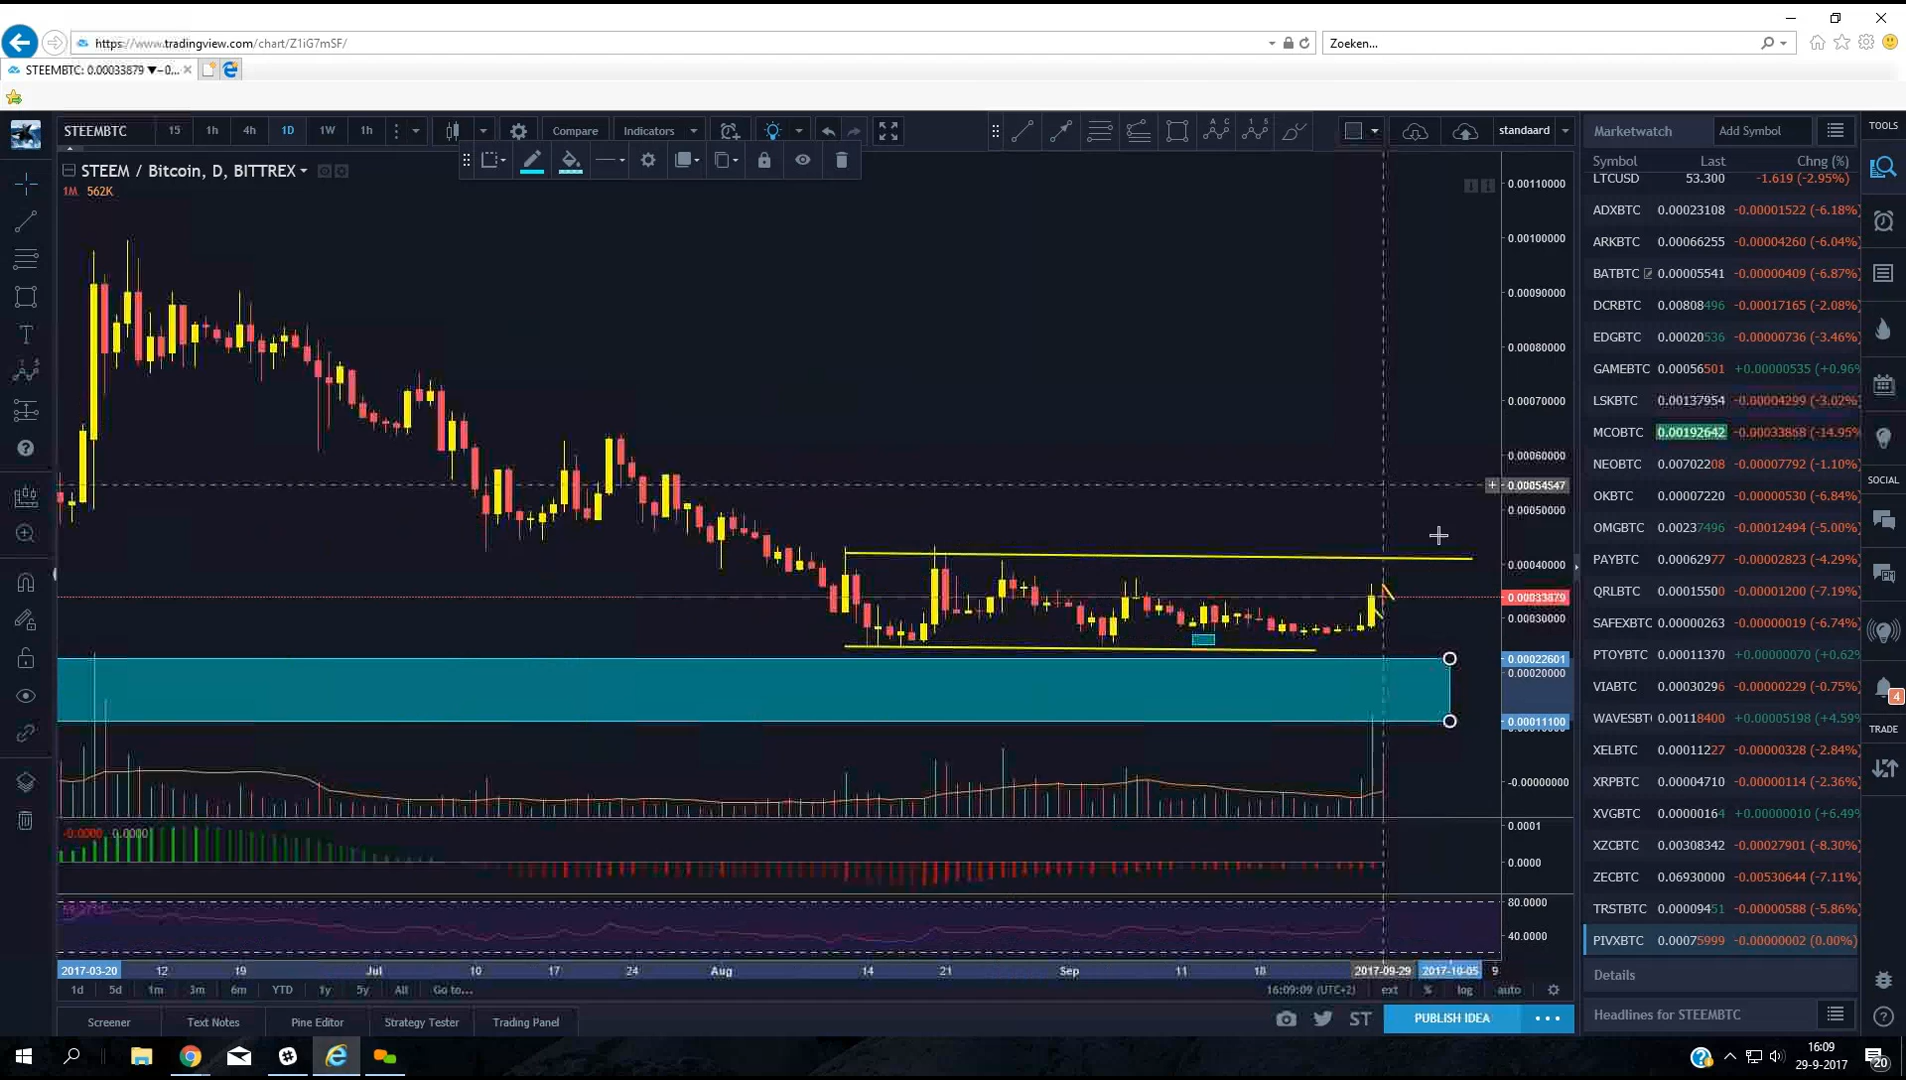 https://www.tradingview.com/chart/Z1iG7mSF/
Zoeken...
STEEMBTC: 0.00033879 ▼−0...
STEEMBTC 15 1h 4h 1D 1W 1h Compare Indicators standaard
Marketwatch Add Symbol TOOLS
STEEM / Bitcoin, D, BITTREX
1M 562K
Symbol Last Chng (%)
LTCUSD 53.300 -1.619 (-2.95%)
ADXBTC 0.00023108 -0.00001522 (-6.18%)
ARKBTC 0.00066255 -0.00004260 (-6.04%)
BATBTC 0.00005541 -0.00000409 (-6.87%)
DCRBTC 0.00808496 -0.00017165 (-2.08%)
EDGBTC 0.00020536 -0.00000736 (-3.46%)
GAMEBTC 0.00056501 +0.00000535 (+0.96%
LSKBTC 0.00137954 -0.00004299 (-3.02%)
MCOBTC 0.00192642 -0.00033868 (-14.95%
NEOBTC 0.00702208 -0.00007792 (-1.10%)
SOCIAL
OKBTC 0.00007220 -0.00000530 (-6.84%)
OMGBTC 0.00237496 -0.00012494 (-5.00%)
PAYBTC 0.00062977 -0.00002823 (-4.29%)
QRLBTC 0.00015500 -0.00001200 (-7.19%)
SAFEXBTC 0.00000263 -0.00000019 (-6.74%)
PTOYBTC 0.00011370 +0.00000070 (+0.62%
VIABTC 0.00030296 -0.00000229 (-0.75%)
4
WAVESBT 0.00118400 +0.00005198 (+4.59%
TRADE
XELBTC 0.00011227 -0.00000328 (-2.84%)
XRPBTC 0.00004710 -0.00000114 (-2.36%)
XVGBTC 0.00000164 +0.00000010 (+6.49%
XZCBTC 0.00308342 -0.00027901 (-8.30%)
ZECBTC 0.06930000 -0.00530644 (-7.11%)
TRSTBTC 0.00009451 -0.00000588 (-5.86%)
PIVXBTC 0.00075999 -0.00000002 (0.00%)
Details
Headlines for STEEMBTC
0.00110000
0.00100000
0.00090000
0.00080000
0.00070000
0.00060000
0.00054547
0.00050000
0.00040000
0.00033879
0.00030000
0.00022601
0.00020000
0.00011100
-0.00000000
-0.0000 0.0000
0.0001
0.0000
80.0000
40.0000
2017-03-20 12 19 Jul 10 17 24 Aug 14 21 Sep 11 18 2017-09-29 2017-10-05 9
1d 5d 1m 3m 6m YTD 1y 5y All Go to... 16:09:09 (UTC+2) ext % log auto
Screener Text Notes Pine Editor Strategy Tester Trading Panel ST PUBLISH IDEA
16:09
29-9-2017
20